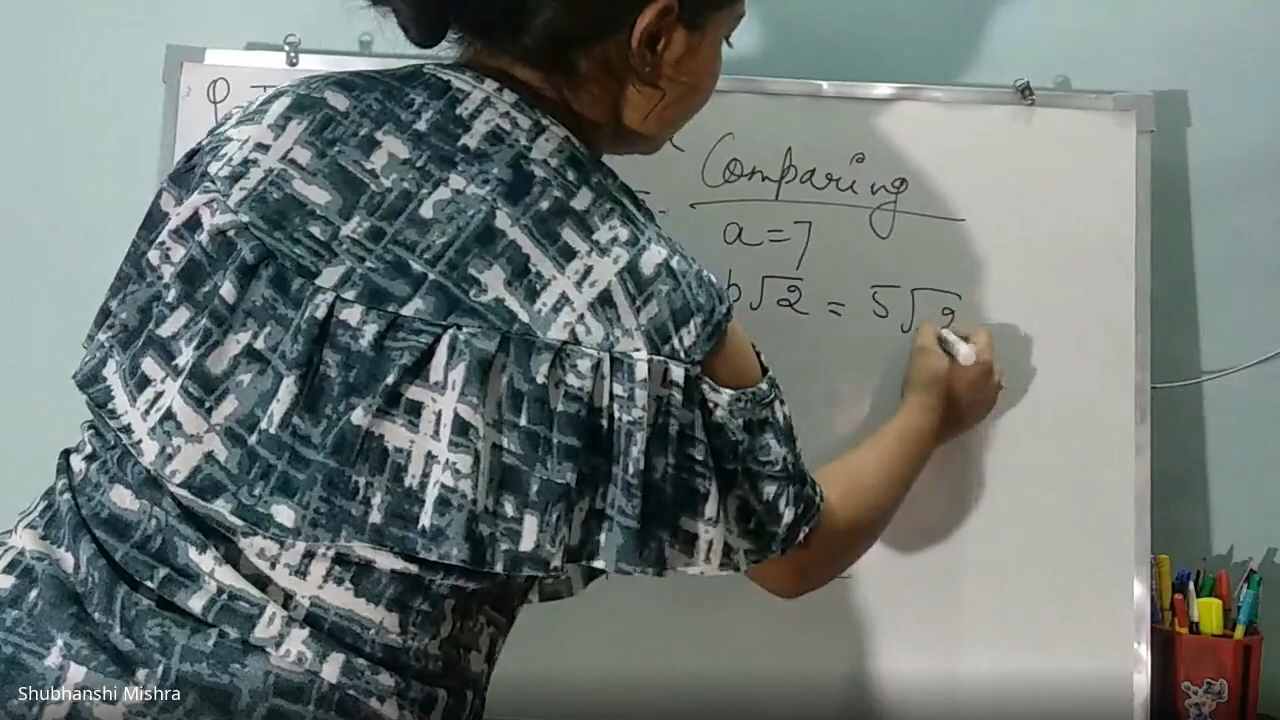 Q
Comparing
a=7
b√2 = 5√2
Shubhanshi Mishra